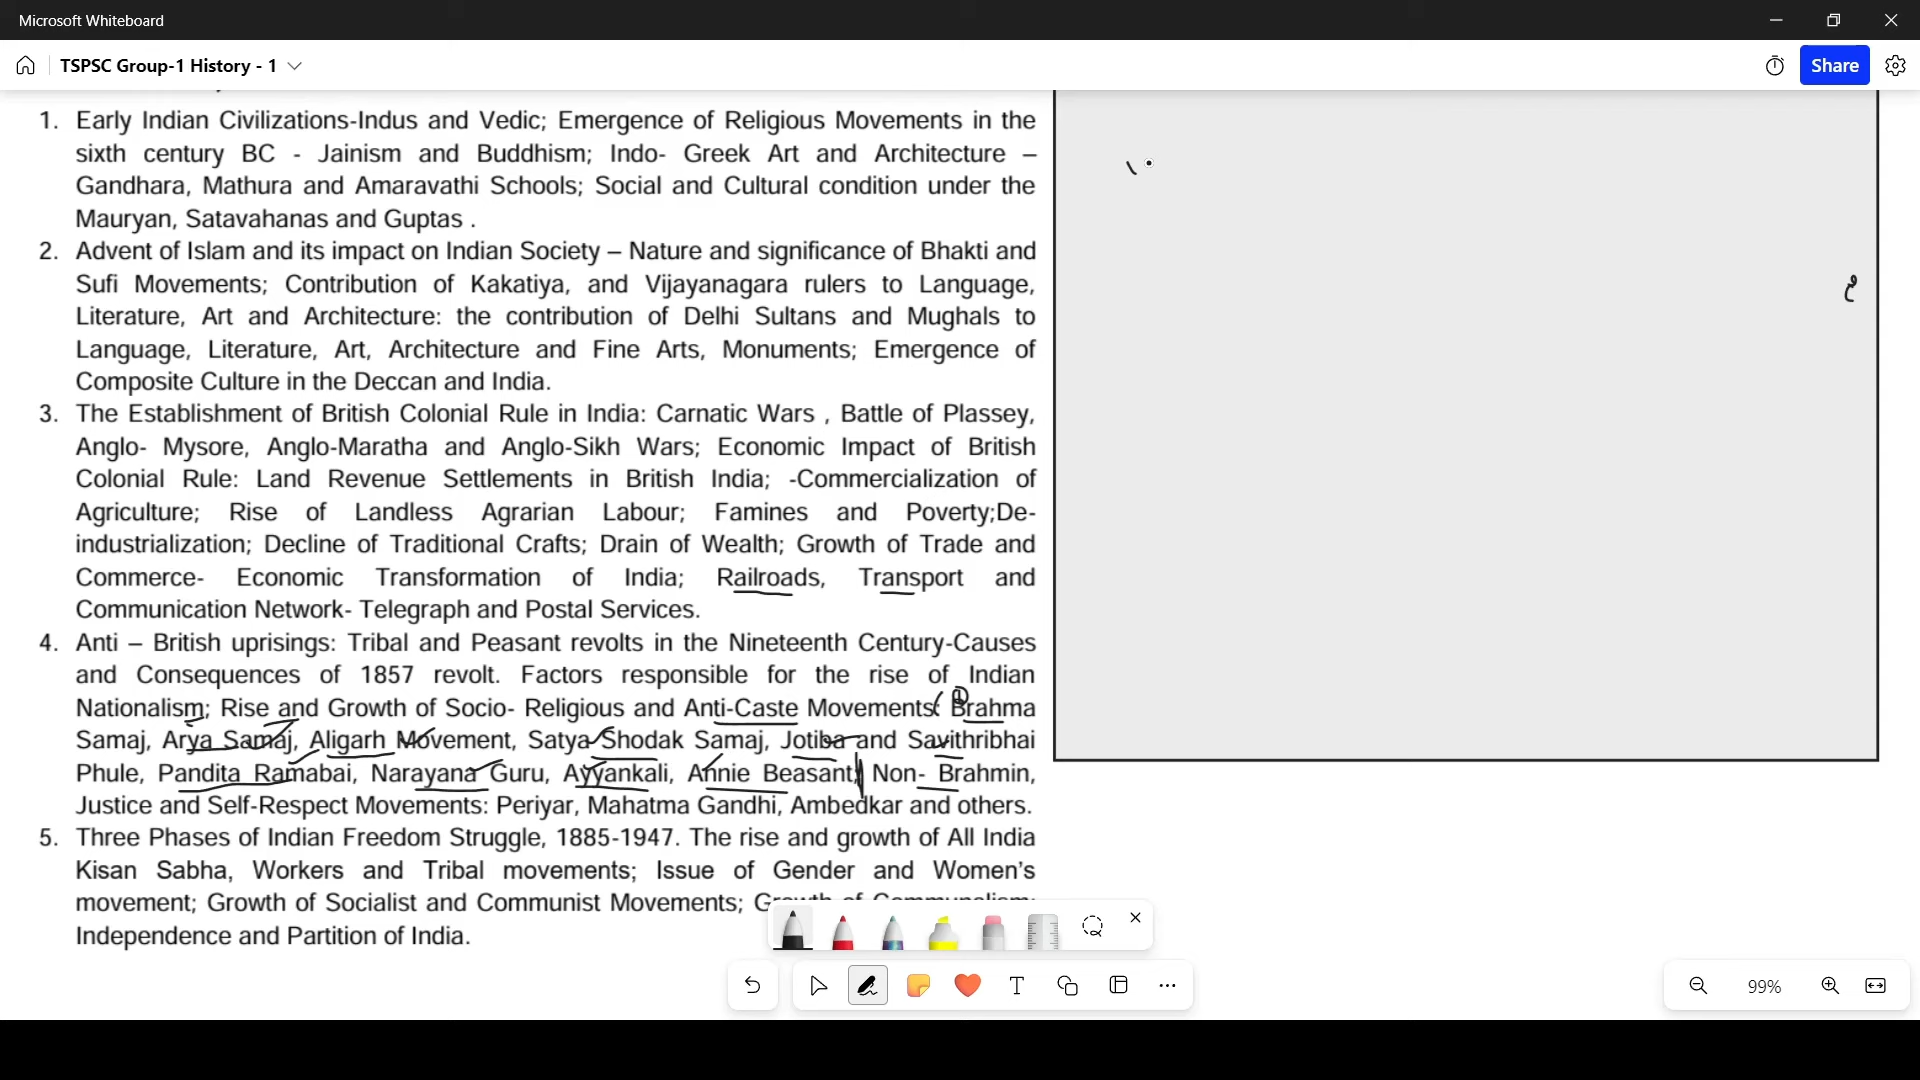 Microsoft Whiteboard
TSPSC Group-1 History - 1
Share
1. Early Indian Civilizations-Indus and Vedic; Emergence of Religious Movements in the
sixth century BC - Jainism and Buddhism; Indo- Greek Art and Architecture –
Gandhara, Mathura and Amaravathi Schools; Social and Cultural condition under the
Mauryan, Satavahanas and Guptas .
2. Advent of Islam and its impact on Indian Society – Nature and significance of Bhakti and
Sufi Movements; Contribution of Kakatiya, and Vijayanagara rulers to Language,
Literature, Art and Architecture: the contribution of Delhi Sultans and Mughals to
Language, Literature, Art, Architecture and Fine Arts, Monuments; Emergence of
Composite Culture in the Deccan and India.
3. The Establishment of British Colonial Rule in India: Carnatic Wars , Battle of Plassey,
Anglo- Mysore, Anglo-Maratha and Anglo-Sikh Wars; Economic Impact of British
Colonial Rule: Land Revenue Settlements in British India; -Commercialization of
Agriculture; Rise of Landless Agrarian Labour; Famines and Poverty;De-
industrialization; Decline of Traditional Crafts; Drain of Wealth; Growth of Trade and
Commerce- Economic Transformation of India; Railroads, Transport and
Communication Network- Telegraph and Postal Services.
4. Anti – British uprisings: Tribal and Peasant revolts in the Nineteenth Century-Causes
and Consequences of 1857 revolt. Factors responsible for the rise of Indian
Nationalism; Rise and Growth of Socio- Religious and Anti-Caste Movements: Brahma
Samaj, Arya Samaj, Aligarh Movement, Satya Shodak Samaj, Jotiba and Savithribhai
Phule, Pandita Ramabai, Narayana Guru, Ayyankali, Annie Beasant, Non- Brahmin,
Justice and Self-Respect Movements: Periyar, Mahatma Gandhi, Ambedkar and others.
5. Three Phases of Indian Freedom Struggle, 1885-1947. The rise and growth of All India
Kisan Sabha, Workers and Tribal movements; Issue of Gender and Women's
movement; Growth of Socialist and Communist Movements; Growth of Communalism;
Independence and Partition of India.
99%